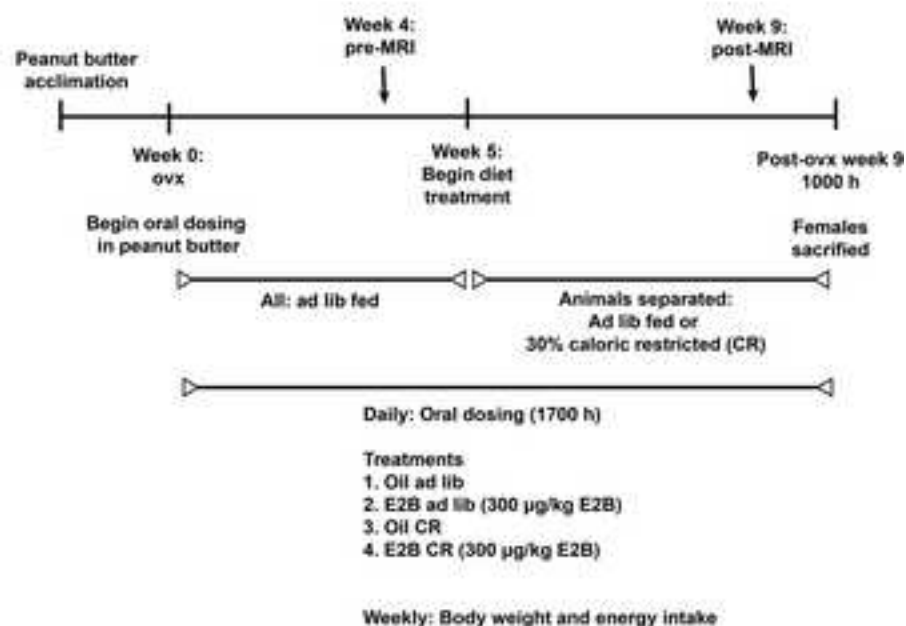 Week 4:
pre-MRI
Week 9:
post-MRI
Peanut butter
acclimation
Week 0:
ovx
Week 5:
Begin diet
treatment
Post-ovx week 9
1000 h
Begin oral dosing
in peanut butter
Females
sacrified
All: ad lib fed
Animals separated:
Ad lib fed or
30% caloric restricted (CR)
Daily: Oral dosing (1700 h)
Treatments
1. Oil ad lib
2. E2B ad lib (300 µg/kg E2B)
3. Oil CR
4. E2B CR (300 µg/kg E2B)
Weekly: Body weight and energy intake